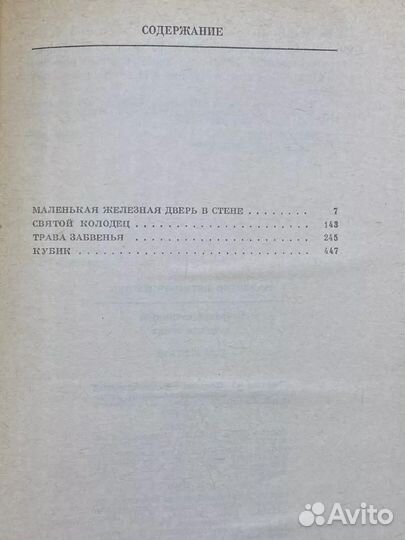 СОДЕРЖАНИЕ
МАЛЕНЬКАЯ ЖЕЛЕЗНАЯ ДВЕРЬ В СТЕНЕ . . . . . . . . 7
СВЯТОЙ КОЛОДЕЦ . . . . . . . . . . . . . . . . . . . . . . . 143
ТРАВА ЗАБВЕНЬЯ . . . . . . . . . . . . . . . . . . . . . . . 245
КУБИК . . . . . . . . . . . . . . . . . . . . . . . . . . . . . 447
Avito